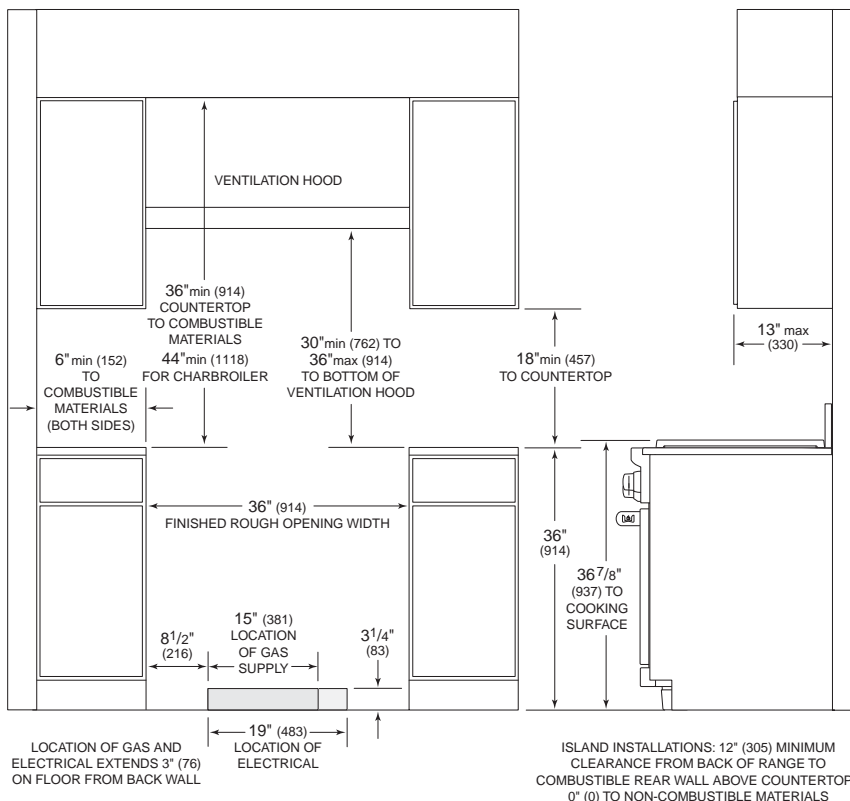 VENTILATION HOOD
36" min (914)
COUNTERTOP
TO COMBUSTIBLE
MATERIALS
44" min (1118)
FOR CHARBROILER
6" min (152)
TO
COMBUSTIBLE
MATERIALS
(BOTH SIDES)
30" min (762) TO
36" max (914)
TO BOTTOM OF
VENTILATION HOOD
18" min (457)
TO COUNTERTOP
13" max
(330)
36" (914)
FINISHED ROUGH OPENING WIDTH
36"
(914)
36 7/8"
(937) TO
COOKING
SURFACE
8 1/2"
(216)
15" (381)
LOCATION
OF GAS
SUPPLY
3 1/4"
(83)
19" (483)
LOCATION OF
ELECTRICAL
LOCATION OF GAS AND
ELECTRICAL EXTENDS 3" (76)
ON FLOOR FROM BACK WALL
ISLAND INSTALLATIONS: 12" (305) MINIMUM
CLEARANCE FROM BACK OF RANGE TO
COMBUSTIBLE REAR WALL ABOVE COUNTERTOP
0" (0) TO NON-COMBUSTIBLE MATERIALS